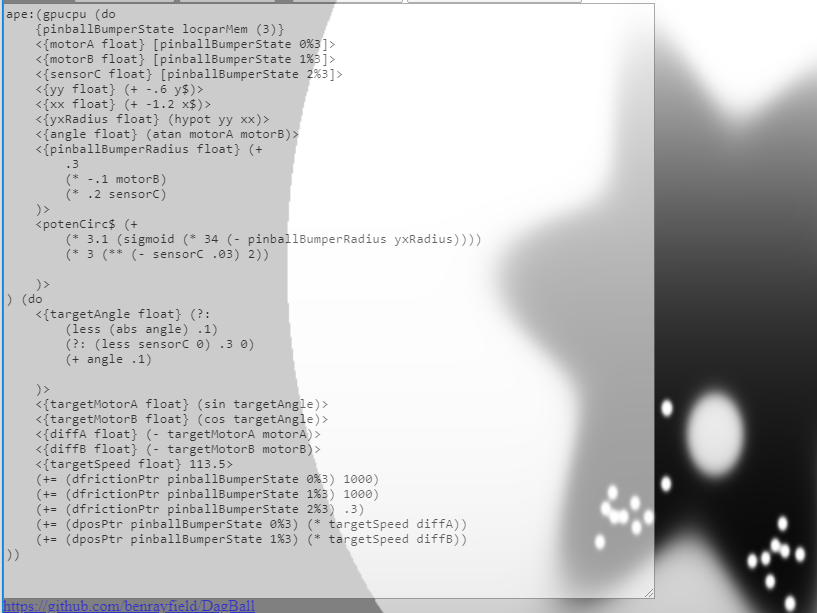 ape:(gpucpu (do
    {pinballBumperState locparMem (3)}
    <{motorA float} [pinballBumperState 0%3]>
    <{motorB float} [pinballBumperState 1%3]>
    <{sensorC float} [pinballBumperState 2%3]>
    <{yy float} (+ -.6 y$)>
    <{xx float} (+ -1.2 x$)>
    <{yxRadius float} (hypot yy xx)>
    <{angle float} (atan motorA motorB)>
    <{pinballBumperRadius float} (+
        .3
        (* -.1 motorB)
        (* .2 sensorC)
    )>
    <potenCirc$ (+
        (* 3.1 (sigmoid (* 34 (- pinballBumperRadius yxRadius))))
        (* 3 (** (- sensorC .03) 2))
    )>
) (do
    <{targetAngle float} (?:
        (less (abs angle) .1)
        (?: (less sensorC 0) .3 0)
        (+ angle .1)
    )>
    <{targetMotorA float} (sin targetAngle)>
    <{targetMotorB float} (cos targetAngle)>
    <{diffA float} (- targetMotorA motorA)>
    <{diffB float} (- targetMotorB motorB)>
    <{targetSpeed float} 113.5>
    (+= (dfrictionPtr pinballBumperState 0%3) 1000)
    (+= (dfrictionPtr pinballBumperState 1%3) 1000)
    (+= (dfrictionPtr pinballBumperState 2%3) .3)
    (+= (dposPtr pinballBumperState 0%3) (* targetSpeed diffA))
    (+= (dposPtr pinballBumperState 1%3) (* targetSpeed diffB))
))
https://github.com/benrayfield/DagBall